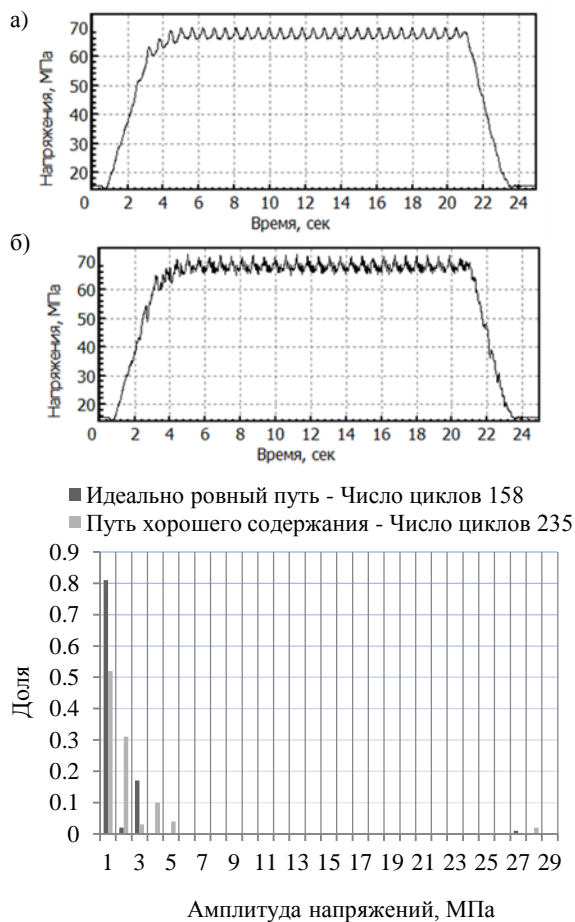 а)
Напряжения, МПа
70
60
50
40
30
20
0 2 4 6 8 10 12 14 16 18 20 22 24
Время, сек
б)
Напряжения, МПа
70
60
50
40
30
20
0 2 4 6 8 10 12 14 16 18 20 22 24
Время, сек
Идеально ровный путь - Число циклов 158
Путь хорошего содержания - Число циклов 235
Доля
0.9
0.8
0.7
0.6
0.5
0.4
0.3
0.2
0.1
0
1 3 5 7 9 11 13 15 17 19 21 23 25 27 29
Амплитуда напряжений, МПа